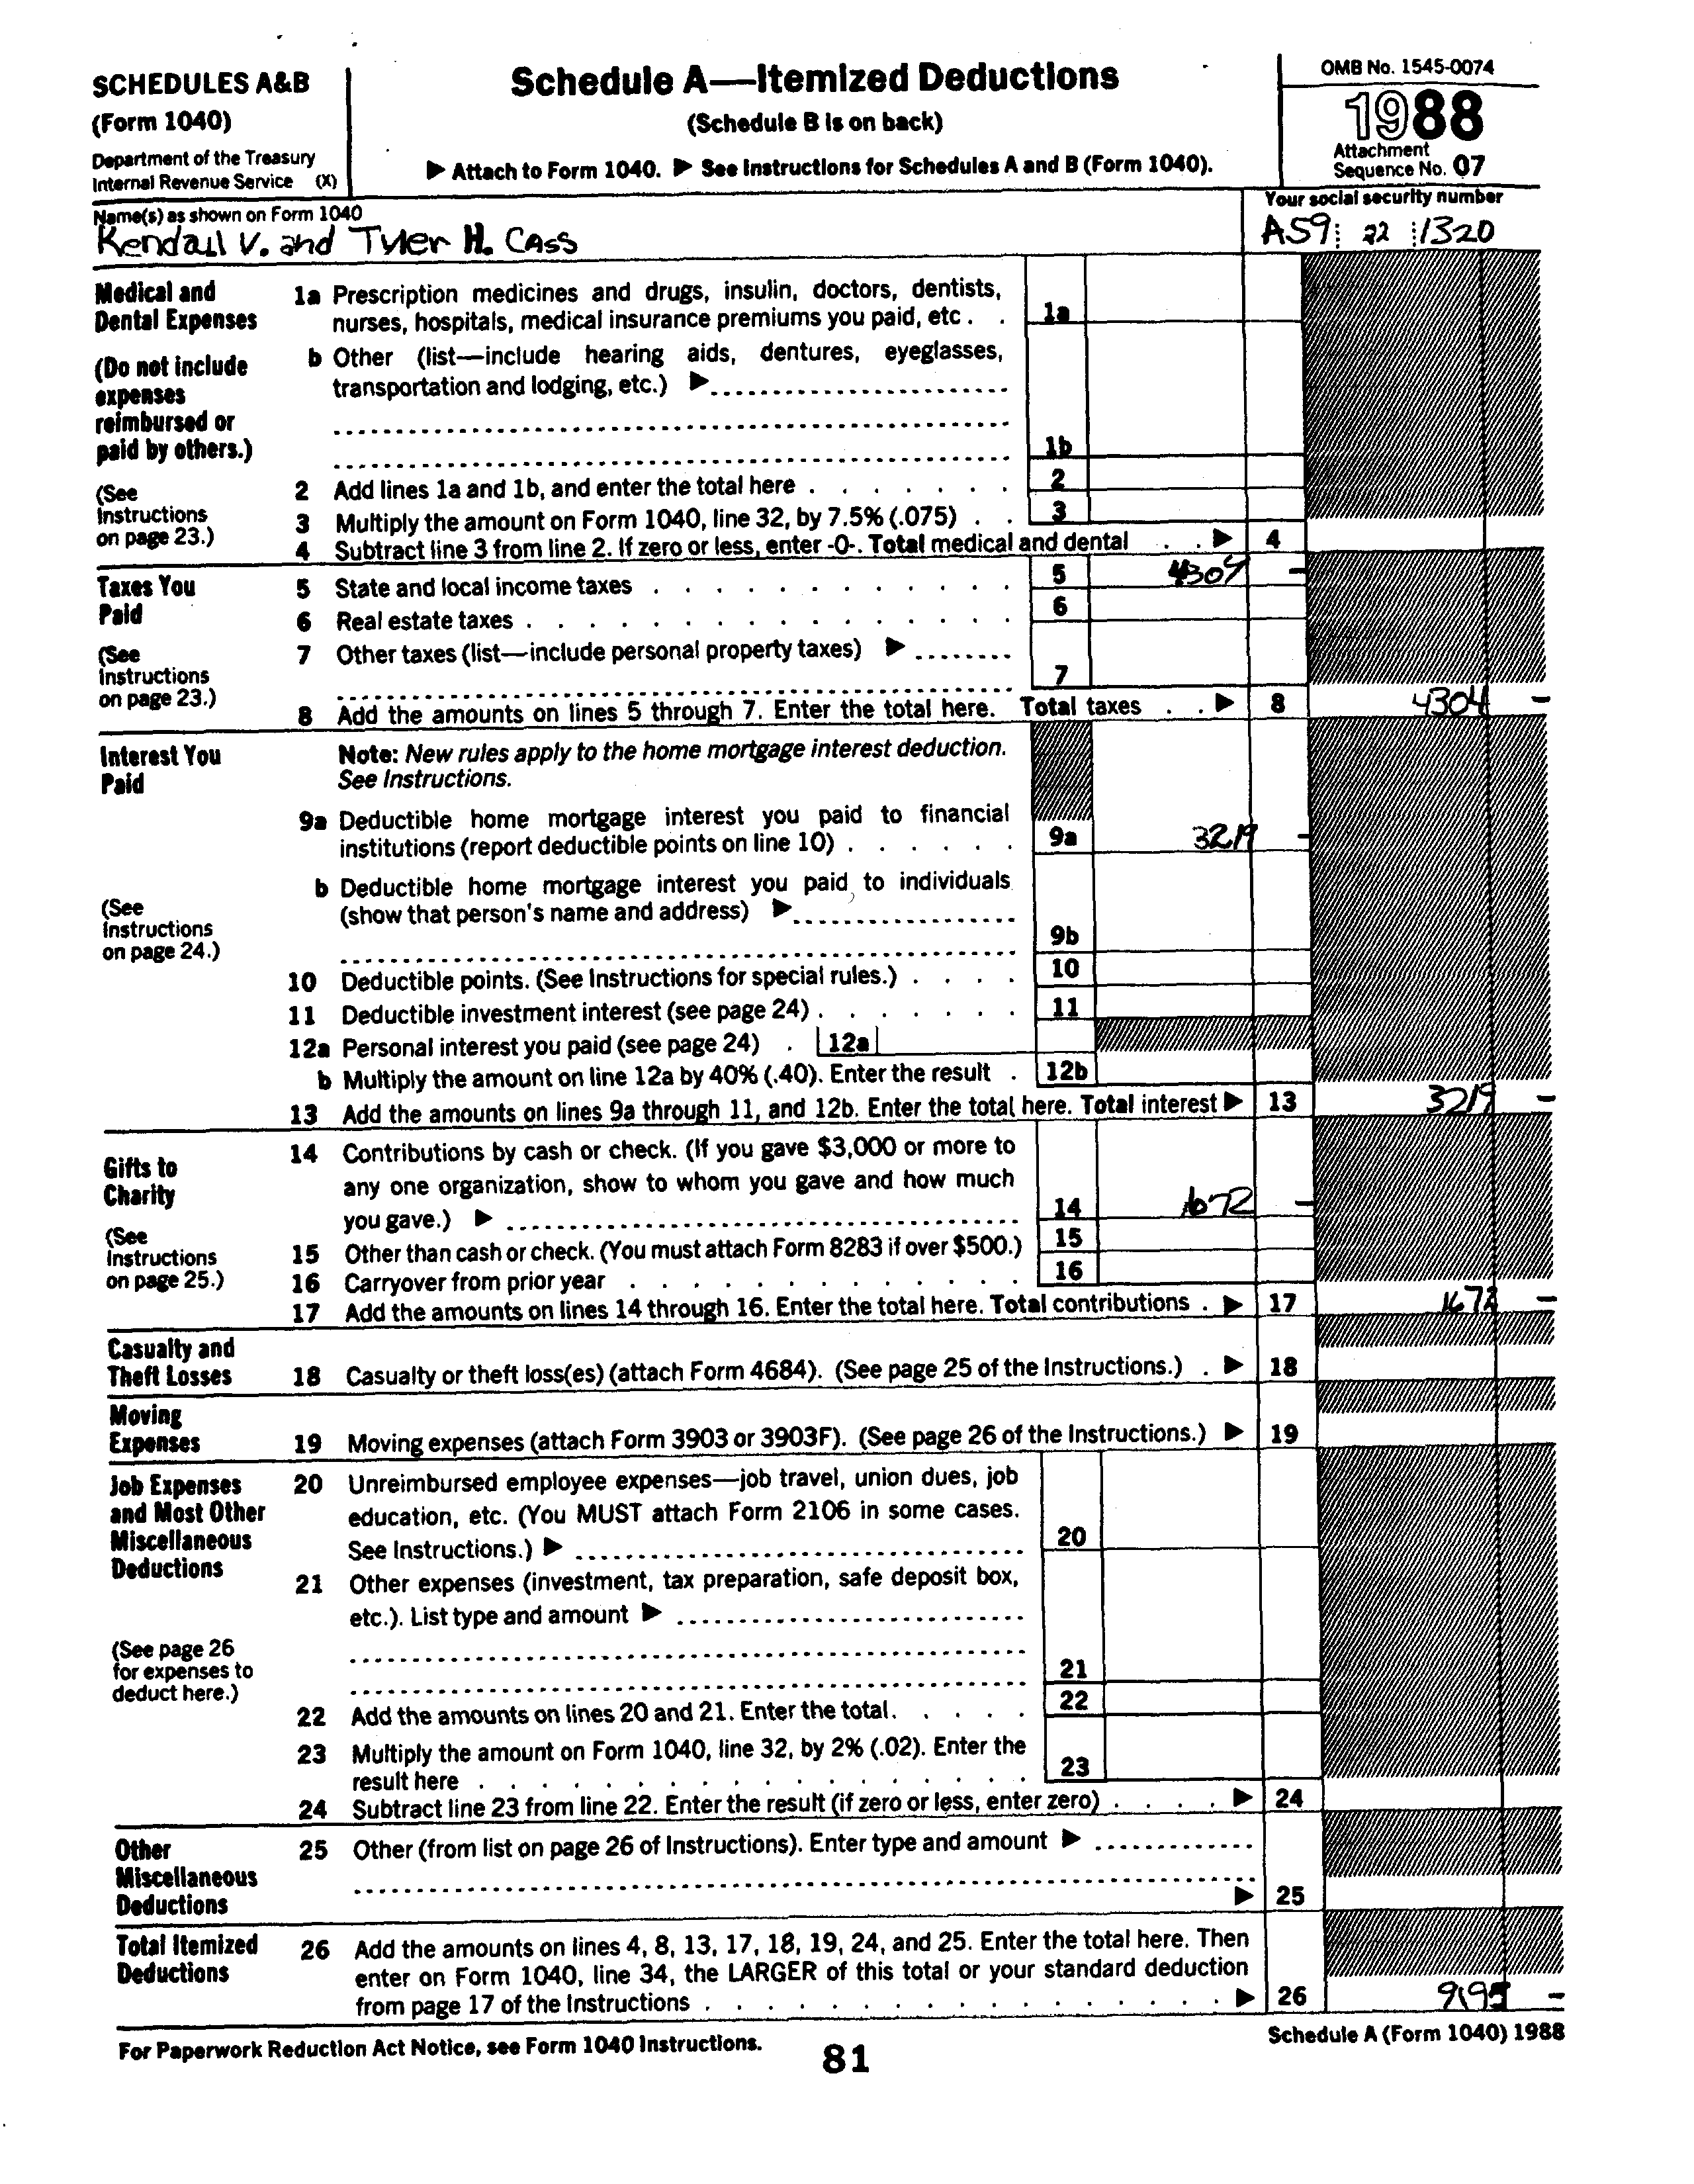 SCHEDULES A&B
(Form 1040)
Department of the Treasury
Internal Revenue Service (X)
Schedule A—Itemized Deductions
(Schedule B is on back)
▶ Attach to Form 1040. ▶ See Instructions for Schedules A and B (Form 1040).
OMB No. 1545-0074
1988
Attachment
Sequence No. 07
Name(s) as shown on Form 1040
Kendall V. and Tyler H. Cass
Your social security number
A59 22 1320
Medical and
Dental Expenses
(Do not include
expenses
reimbursed or
paid by others.)
(See
Instructions
on page 23.)
1a Prescription medicines and drugs, insulin, doctors, dentists,
nurses, hospitals, medical insurance premiums you paid, etc . . 1a
b Other (list—include hearing aids, dentures, eyeglasses,
transportation and lodging, etc.) ▶
1b
2 Add lines 1a and 1b, and enter the total here . . . . . . . 2
3 Multiply the amount on Form 1040, line 32, by 7.5% (.075) . . 3
4 Subtract line 3 from line 2. If zero or less, enter -0-. Total medical and dental . . ▶ 4
Taxes You
Paid
(See
Instructions
on page 23.)
5 State and local income taxes . . . . . . . . . . . . 5 4304 -
6 Real estate taxes . . . . . . . . . . . . . . . . 6
7 Other taxes (list—include personal property taxes) ▶
7
8 Add the amounts on lines 5 through 7. Enter the total here. Total taxes . . ▶ 8 4304 -
Interest You
Paid
(See
Instructions
on page 24.)
Note: New rules apply to the home mortgage interest deduction.
See Instructions.
9a Deductible home mortgage interest you paid to financial
institutions (report deductible points on line 10) . . . . . . 9a 3219 -
b Deductible home mortgage interest you paid to individuals
(show that person's name and address) ▶
9b
10 Deductible points. (See Instructions for special rules.) . . . . 10
11 Deductible investment interest (see page 24) . . . . . . . 11
12a Personal interest you paid (see page 24) . 12a
b Multiply the amount on line 12a by 40% (.40). Enter the result . 12b
13 Add the amounts on lines 9a through 11, and 12b. Enter the total here. Total interest ▶ 13 3219 -
Gifts to
Charity
(See
Instructions
on page 25.)
14 Contributions by cash or check. (If you gave $3,000 or more to
any one organization, show to whom you gave and how much
you gave.) ▶ 14 1672 -
15 Other than cash or check. (You must attach Form 8283 if over $500.) 15
16 Carryover from prior year . . . . . . . . . . . . . 16
17 Add the amounts on lines 14 through 16. Enter the total here. Total contributions . ▶ 17 1672 -
Casualty and
Theft Losses
18 Casualty or theft loss(es) (attach Form 4684). (See page 25 of the Instructions.) . ▶ 18
Moving
Expenses
19 Moving expenses (attach Form 3903 or 3903F). (See page 26 of the Instructions.) ▶ 19
Job Expenses
and Most Other
Miscellaneous
Deductions
(See page 26
for expenses to
deduct here.)
20 Unreimbursed employee expenses—job travel, union dues, job
education, etc. (You MUST attach Form 2106 in some cases.
See Instructions.) ▶ 20
21 Other expenses (investment, tax preparation, safe deposit box,
etc.). List type and amount ▶
21
22 Add the amounts on lines 20 and 21. Enter the total. . . . . 22
23 Multiply the amount on Form 1040, line 32, by 2% (.02). Enter the
result here . . . . . . . . . . . . . . . . . . 23
24 Subtract line 23 from line 22. Enter the result (if zero or less, enter zero) . . . . ▶ 24
Other
Miscellaneous
Deductions
25 Other (from list on page 26 of Instructions). Enter type and amount ▶
▶ 25
Total Itemized
Deductions
26 Add the amounts on lines 4, 8, 13, 17, 18, 19, 24, and 25. Enter the total here. Then
enter on Form 1040, line 34, the LARGER of this total or your standard deduction
from page 17 of the Instructions . . . . . . . . . . . . . . . . . ▶ 26 9195 -
For Paperwork Reduction Act Notice, see Form 1040 Instructions.
81
Schedule A (Form 1040) 1988